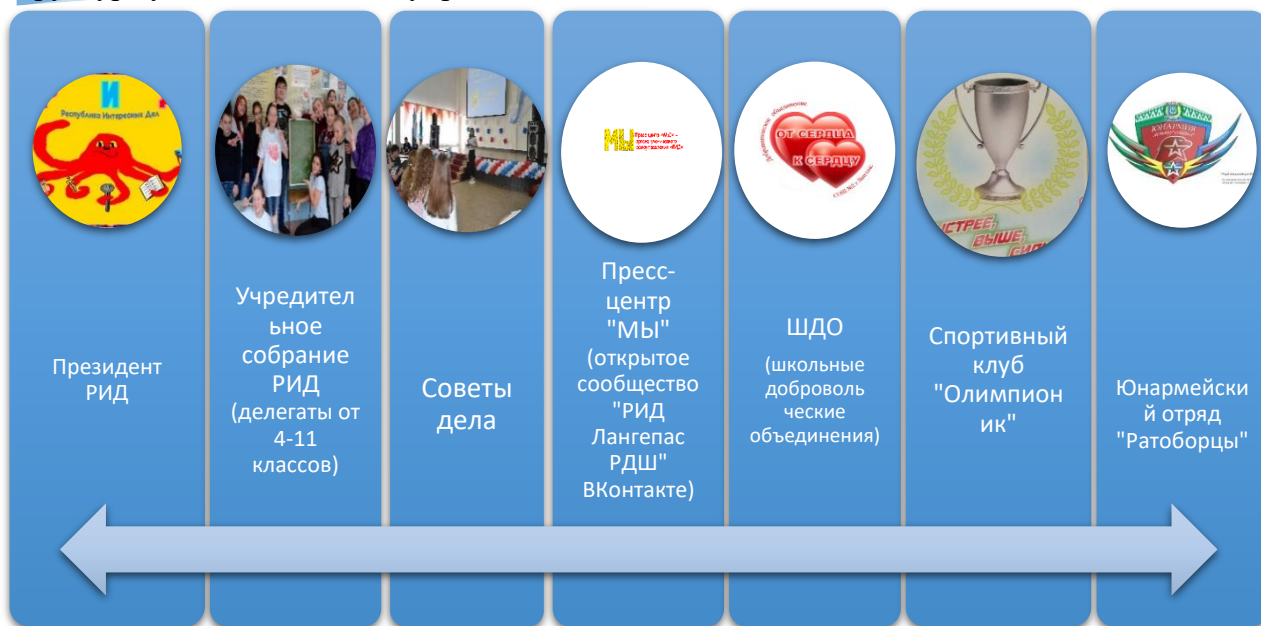 И
Республика Интересных Дел
Президент
РИД
Учредител
ьное
собрание
РИД
(делегаты от
4-11
классов)
Советы
дела
МЫ
Пресс-
центр
"МЫ"
(открытое
сообщество
"РИД
Лангепас
РДШ"
ВКонтакте)
ОТ СЕРДЦА
К СЕРДЦУ
ШДО
(школьные
доброволь
ческие
объединения)
ВЫШЕ,
Спортивный
клуб
"Олимпион
ик"
ЮНАРМИЯ
Юнармейски
й отряд
"Ратоборцы"